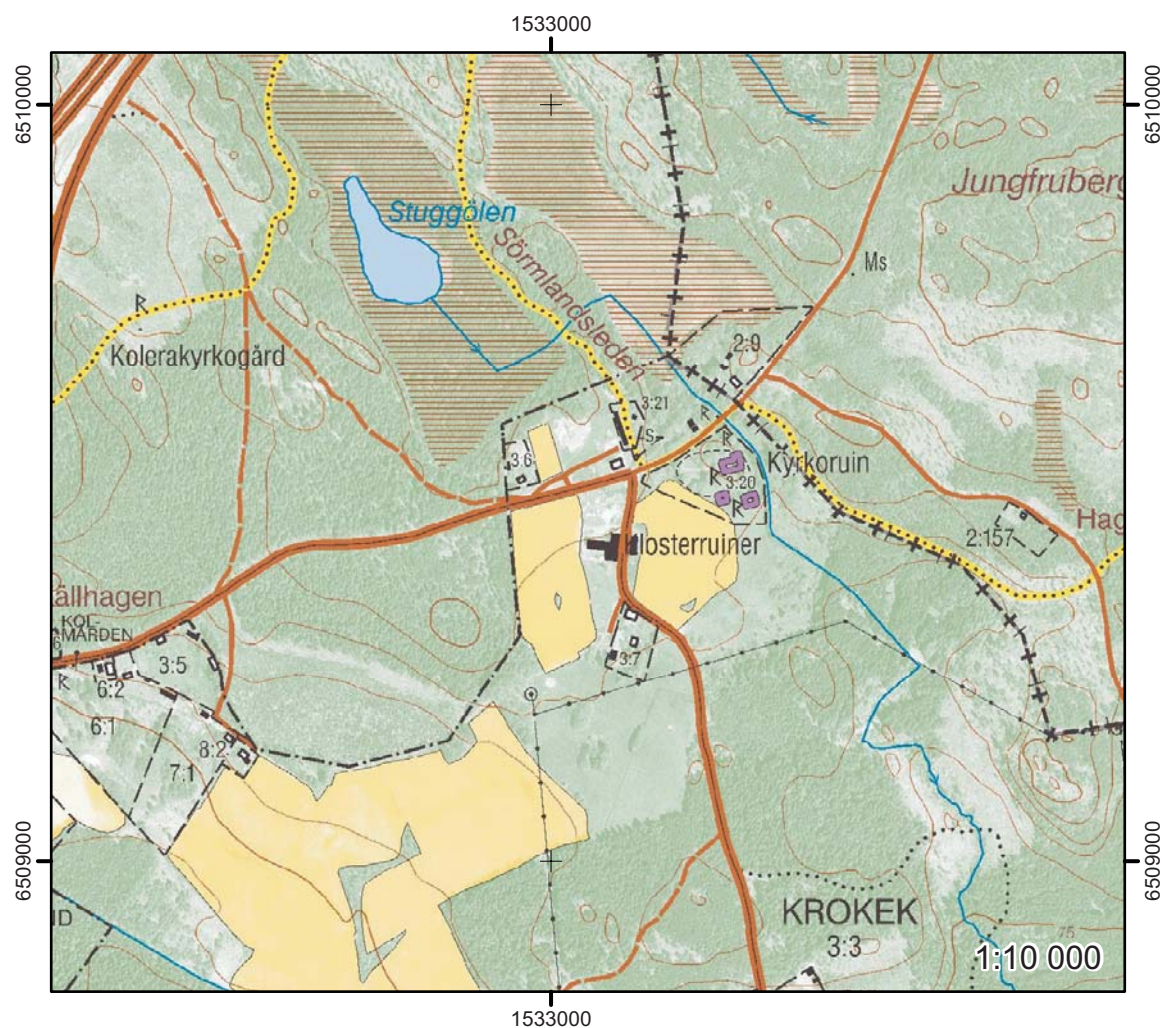 1533000
6510000
6510000
Jungfruberg
Stuggölen
Sörmlandsleden
Ms
R
Kolerakyrkogård
2:9
3:21
R
S
R
3:6
Kyrkoruin
R
3:20
R
2:157
Hag
Klosterruiner
ällhagen
KOL-
MÅRDEN
6
3:5
3:7
R
6:2
6:1
8:2
7:1
6509000
6509000
KROKEK
3:3
ID
75
1:10 000
1533000